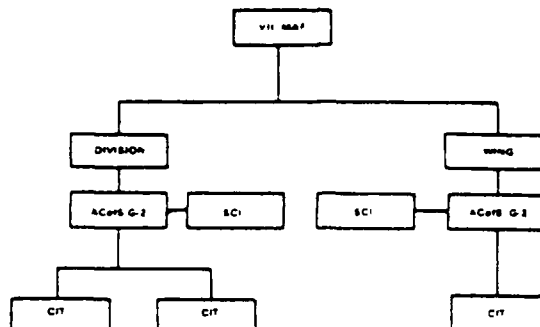 VII MAF
DIVISION
WING
ACofS G-2
SCI
SCI
ACofS G-2
CIT
CIT
CIT